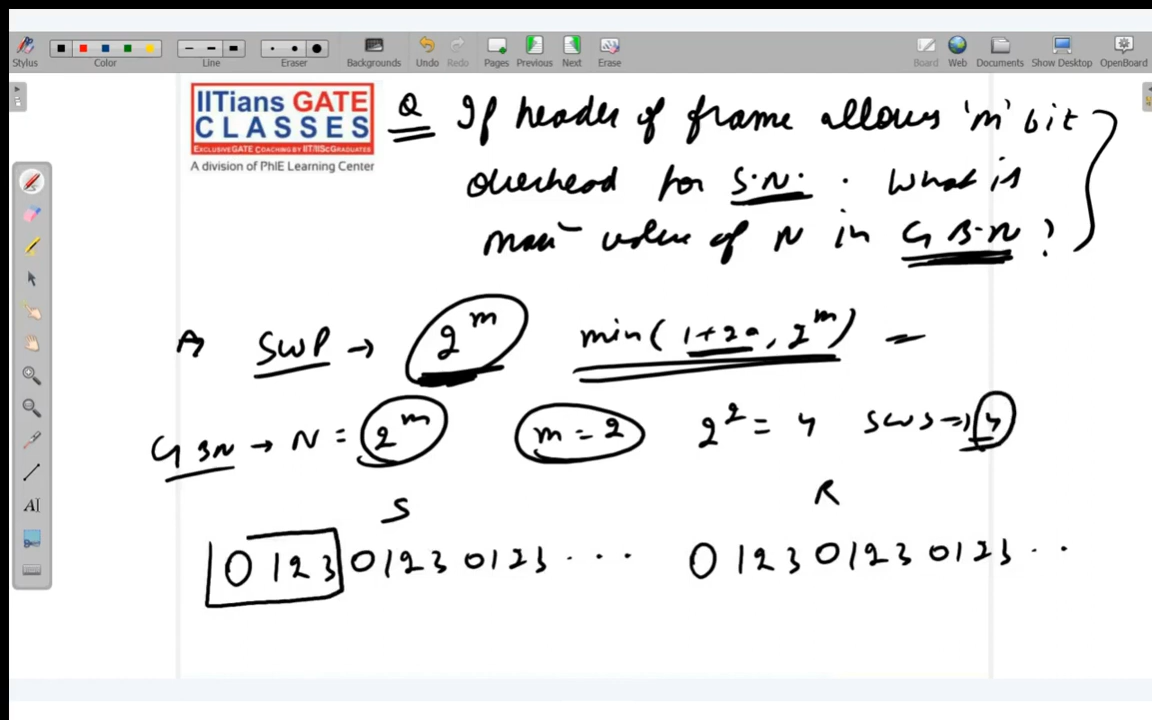 Stylus Color Line Eraser Backgrounds Undo Redo Pages Previous Next Erase Board Web Documents Show Desktop OpenBoard
IITians GATE
CLASSES
EXCLUSIVE GATE COACHING BY IIT/IISc GRADUATES
A division of PhIE Learning Center
Q If header of frame allows 'm' bit
overhead for S.N. . What is
max value of N in GB-N?
A SWP → 2^m min(1+2a, 2^m) =
GBN → N = 2^m m = 2 2^2 = 4 SWS → 4
S R
0 1 2 3 0 1 2 3 0 1 2 3 ... 0 1 2 3 0 1 2 3 0 1 2 3 ..
AI